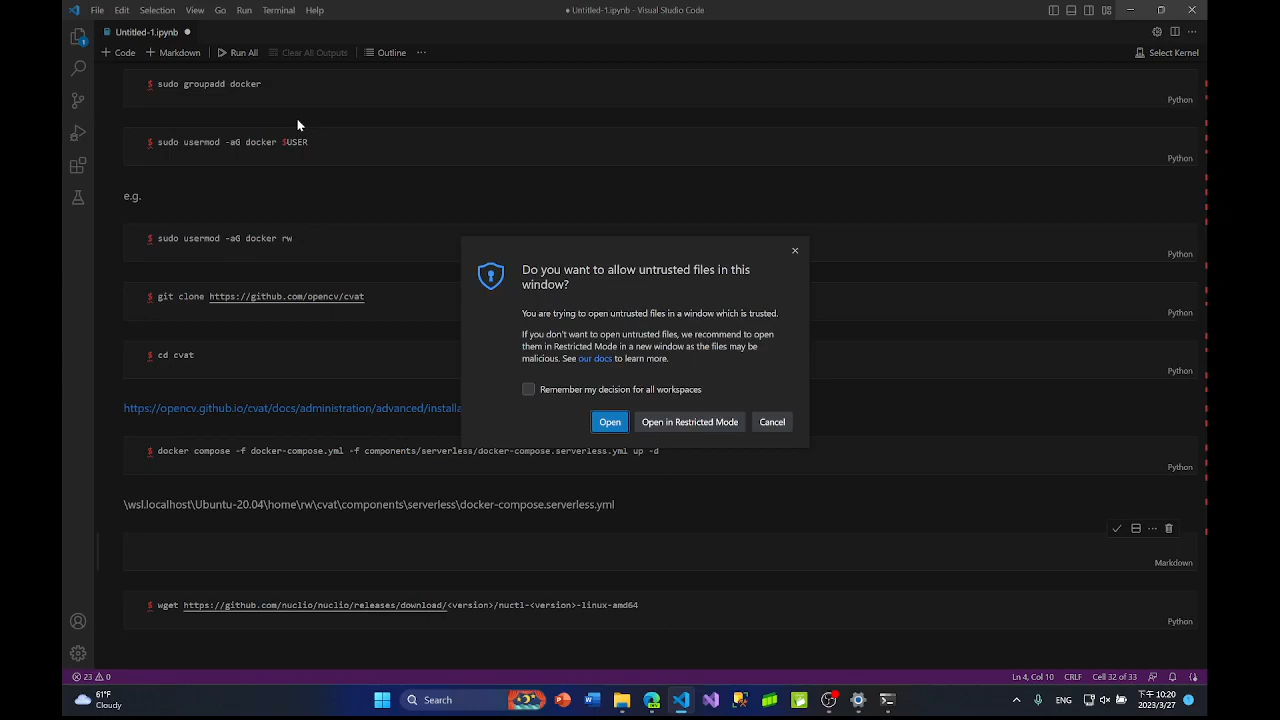 File Edit Selection View Go Run Terminal Help
● Untitled-1.ipynb - Visual Studio Code
Untitled-1.ipynb ●
1
+ Code + Markdown Run All Clear All Outputs Outline ···
Select Kernel
$ sudo groupadd docker
Python
$ sudo usermod -aG docker $USER
Python
e.g.
$ sudo usermod -aG docker rw
Python
$ git clone https://github.com/opencv/cvat
Python
$ cd cvat
Python
https://opencv.github.io/cvat/docs/administration/advanced/installa
$ docker compose -f docker-compose.yml -f components/serverless/docker-compose.serverless.yml up -d
Python
\wsl.localhost\Ubuntu-20.04\home\rw\cvat\components\serverless\docker-compose.serverless.yml
Markdown
$ wget https://github.com/nuclio/nuclio/releases/download/<version>/nuctl-<version>-linux-amd64
Python
Do you want to allow untrusted files in this
window?
You are trying to open untrusted files in a window which is trusted.
If you don't want to open untrusted files, we recommend to open
them in Restricted Mode in a new window as the files may be
malicious. See our docs to learn more.
Remember my decision for all workspaces
Open Open in Restricted Mode Cancel
23 0
Ln 4, Col 10 CRLF Cell 32 of 33
61°F
Cloudy
Search
ENG
下午 10:20
2023/3/27